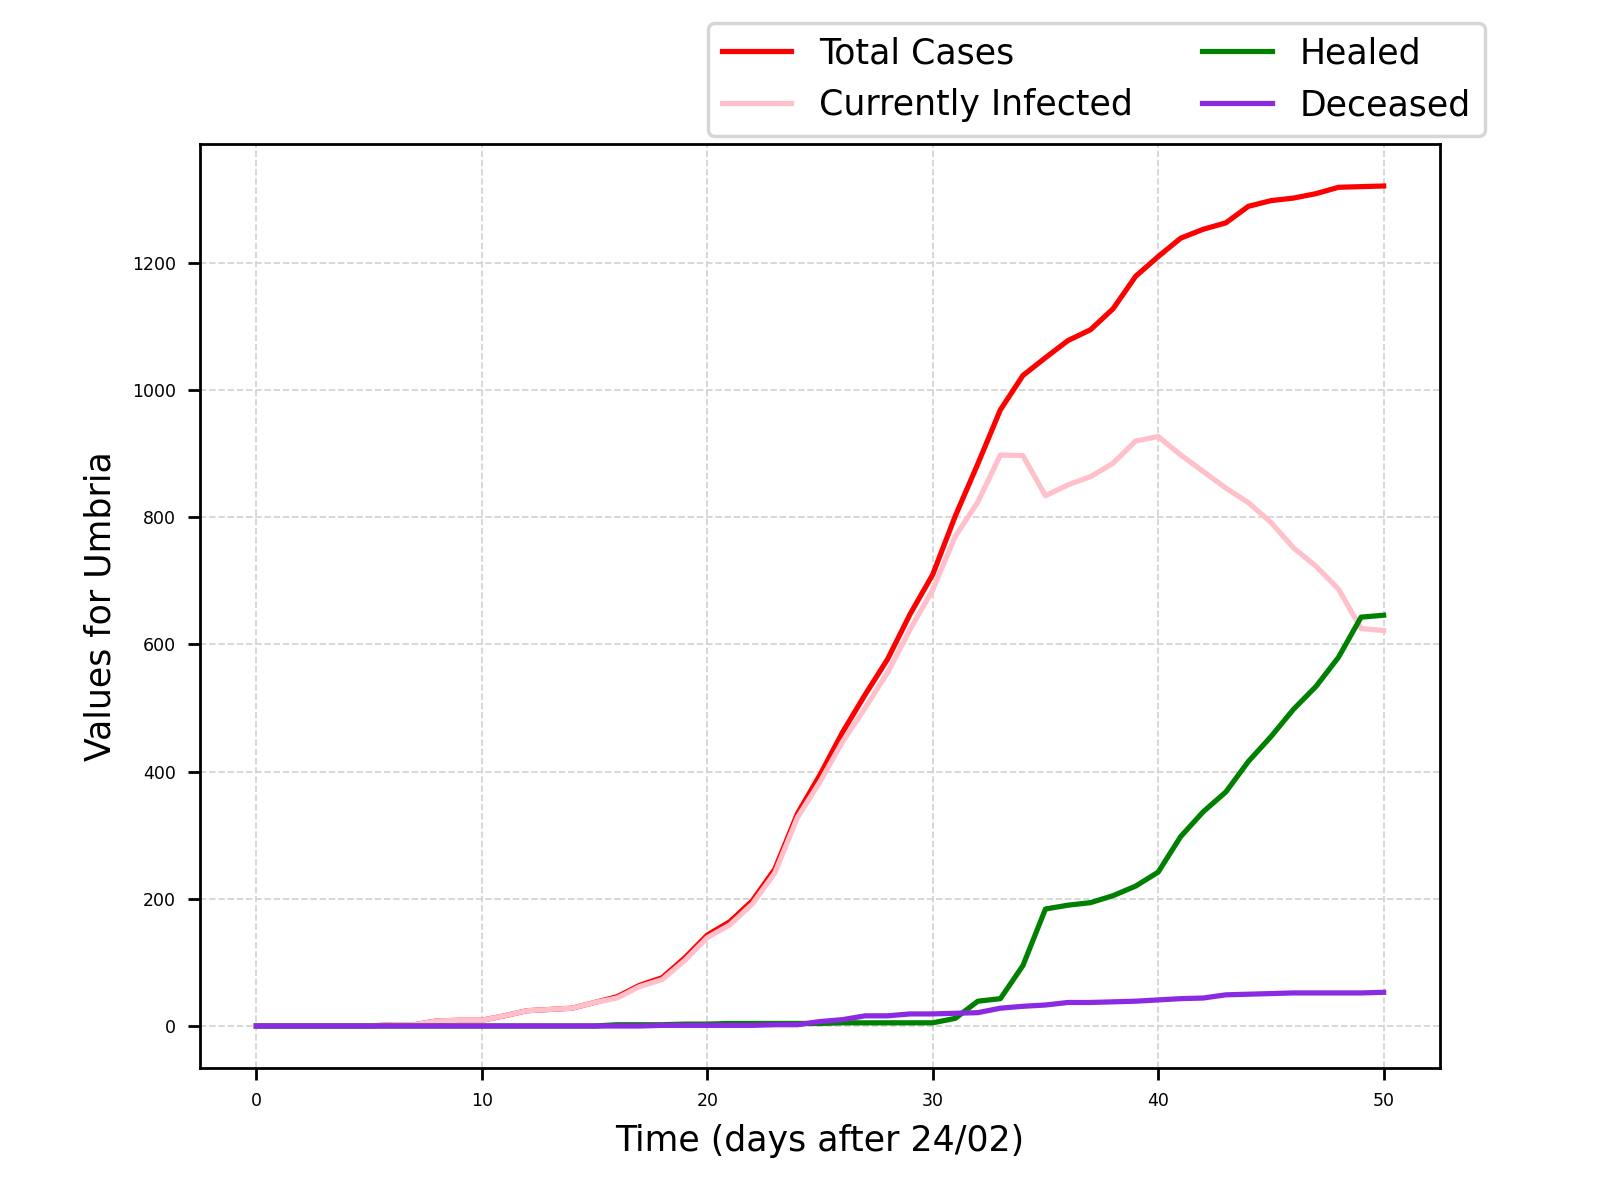 Total Cases
Currently Infected
Healed
Deceased
Values for Umbria
1200
1000
800
600
400
200
0
0 10 20 30 40 50
Time (days after 24/02)